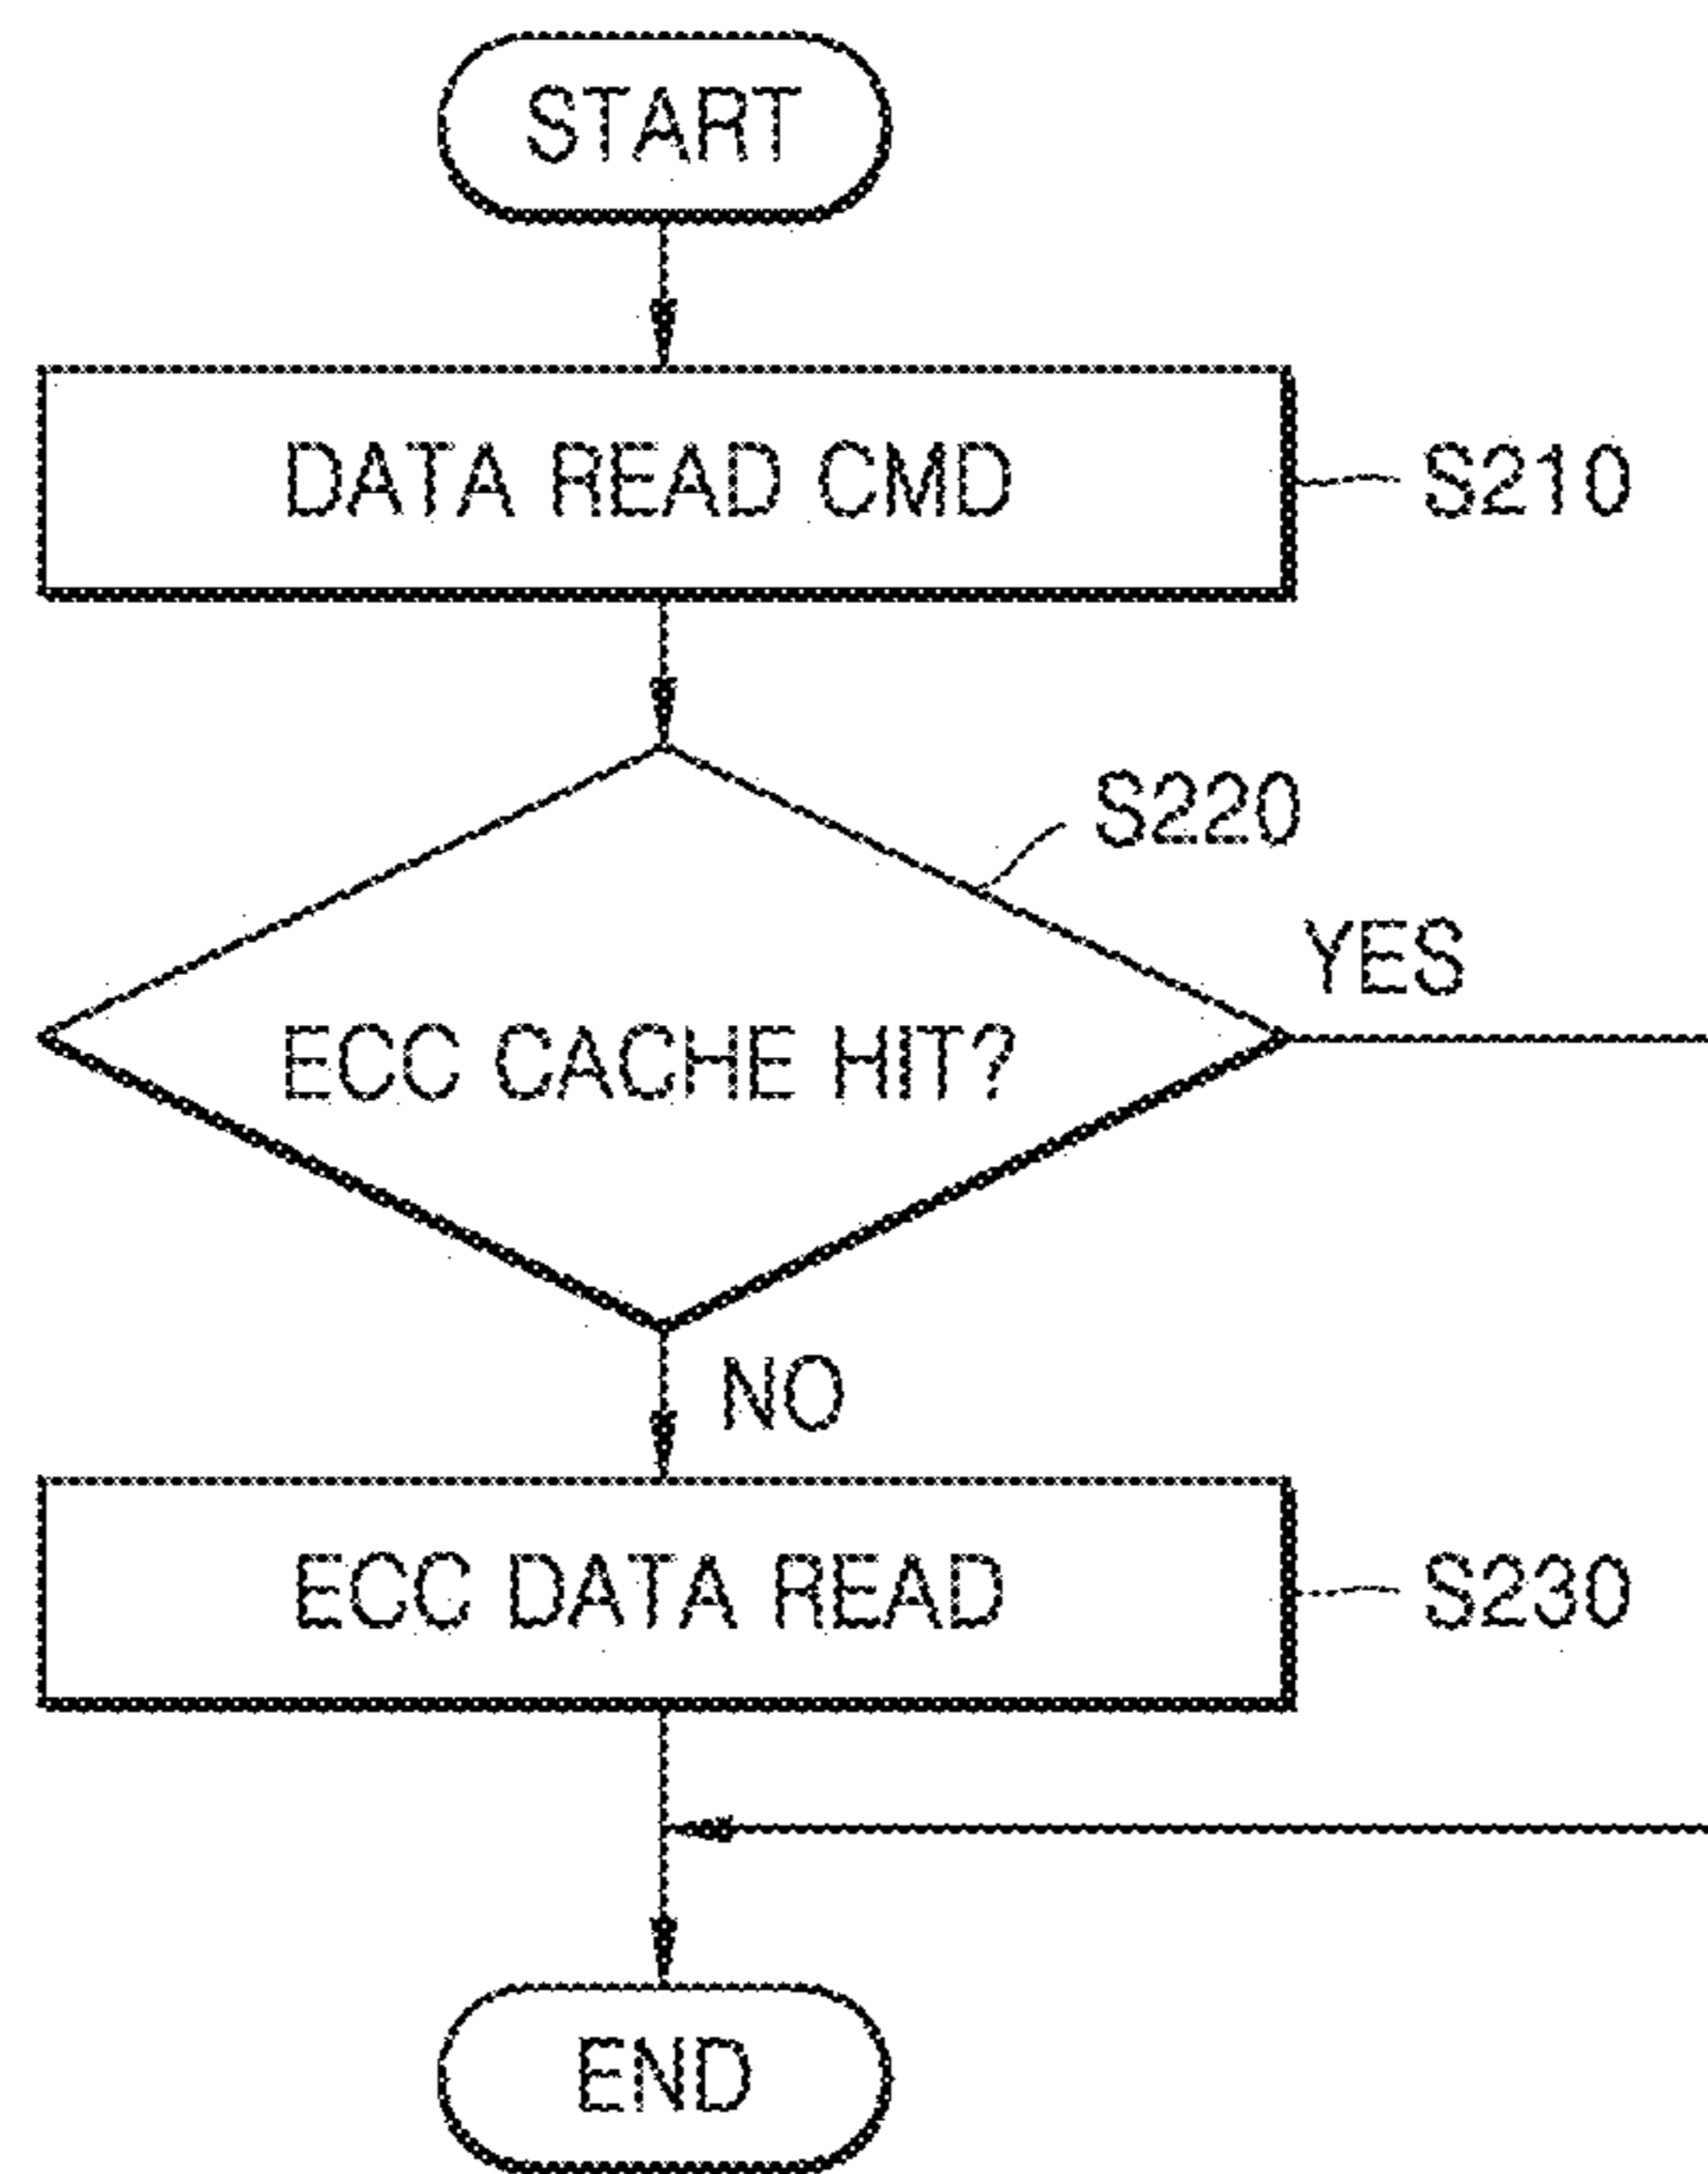 START
DATA READ CMD
S210
S220
YES
ECC CACHE HIT?
NO
ECC DATA READ
S230
END